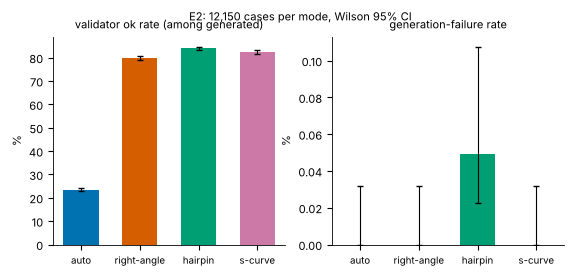 E2: 12,150 cases per mode, Wilson 95% CI
validator ok rate (among generated)
generation-failure rate
80
70
60
50
40
30
20
10
0
%
auto
right-angle
hairpin
s-curve
0.10
0.08
0.06
0.04
0.02
0.00
%
auto
right-angle
hairpin
s-curve